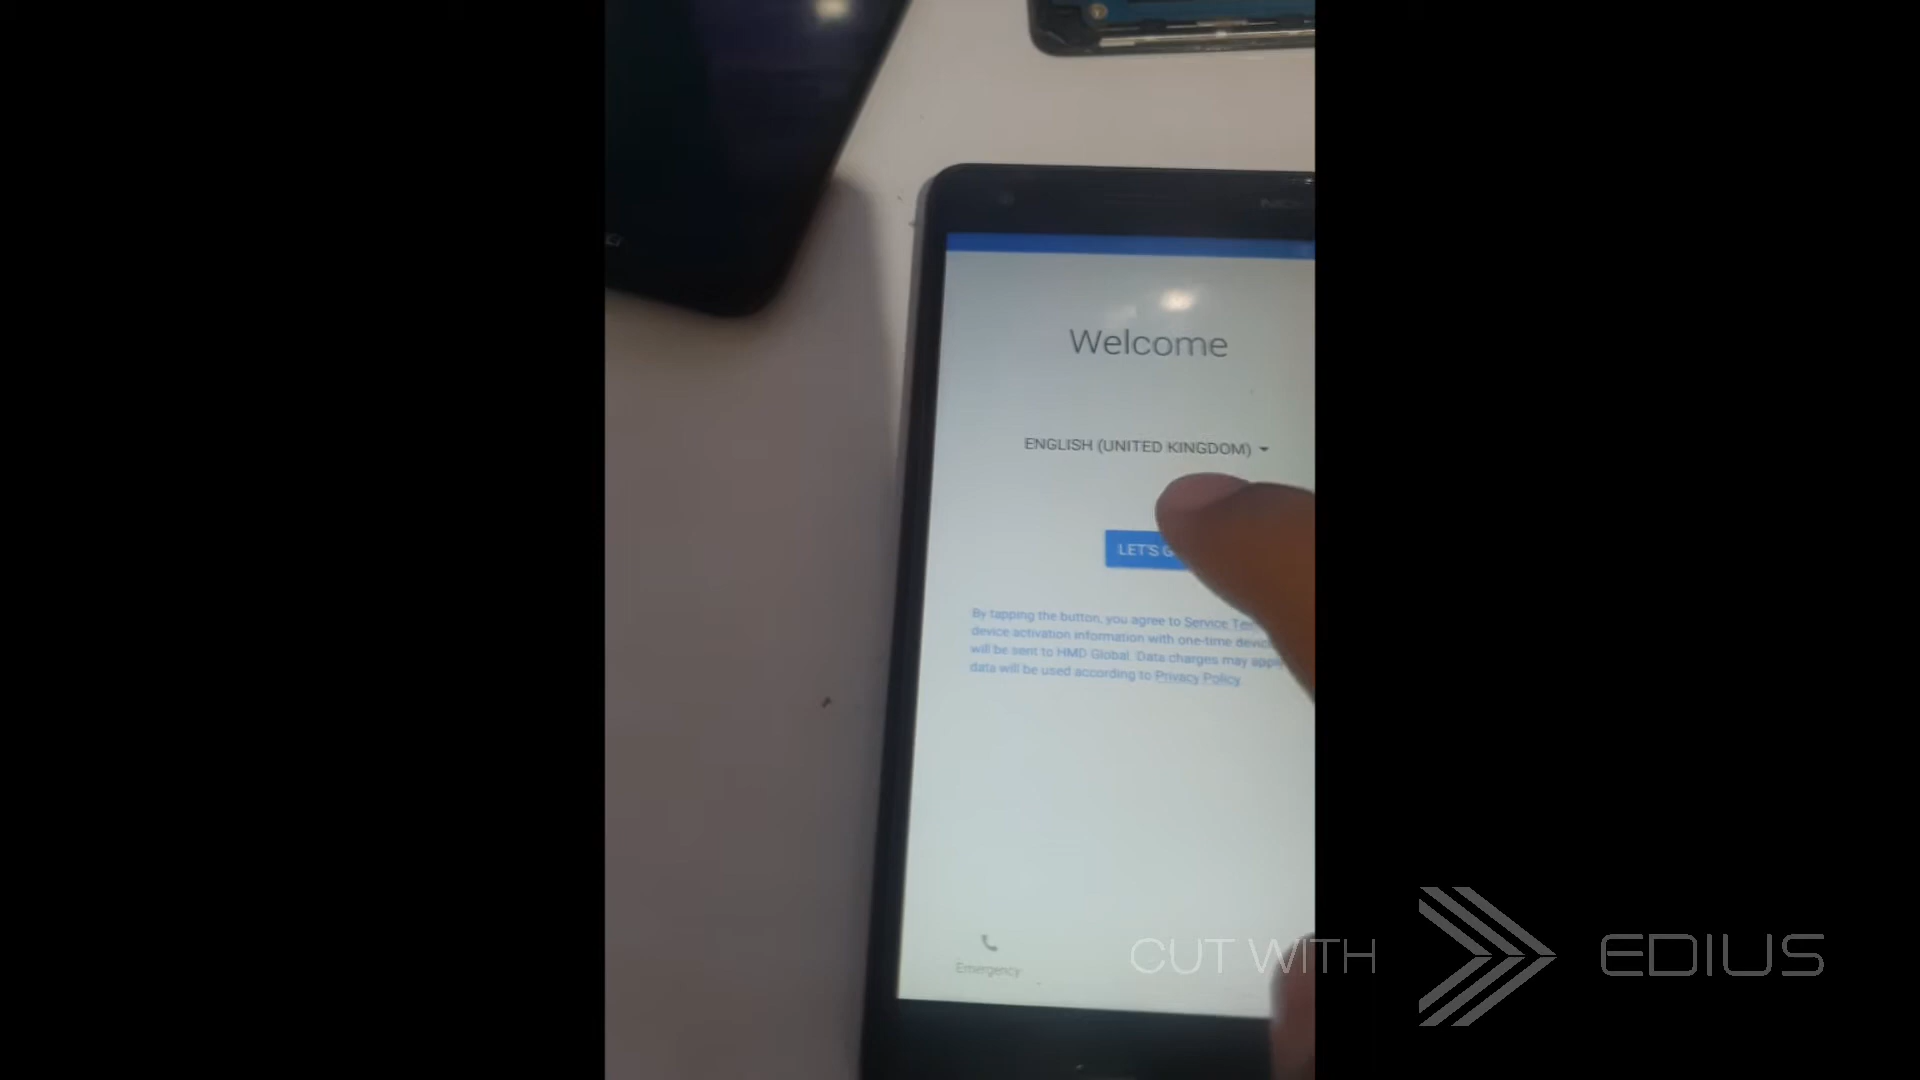 Welcome
ENGLISH (UNITED KINGDOM)
LET'S G
By tapping the button, you agree to Service
device activation information with one-time
will be sent to HMD Global. Data charges may
data will be used according to Privacy Policy.
Emergency
CUT WITH EDIUS